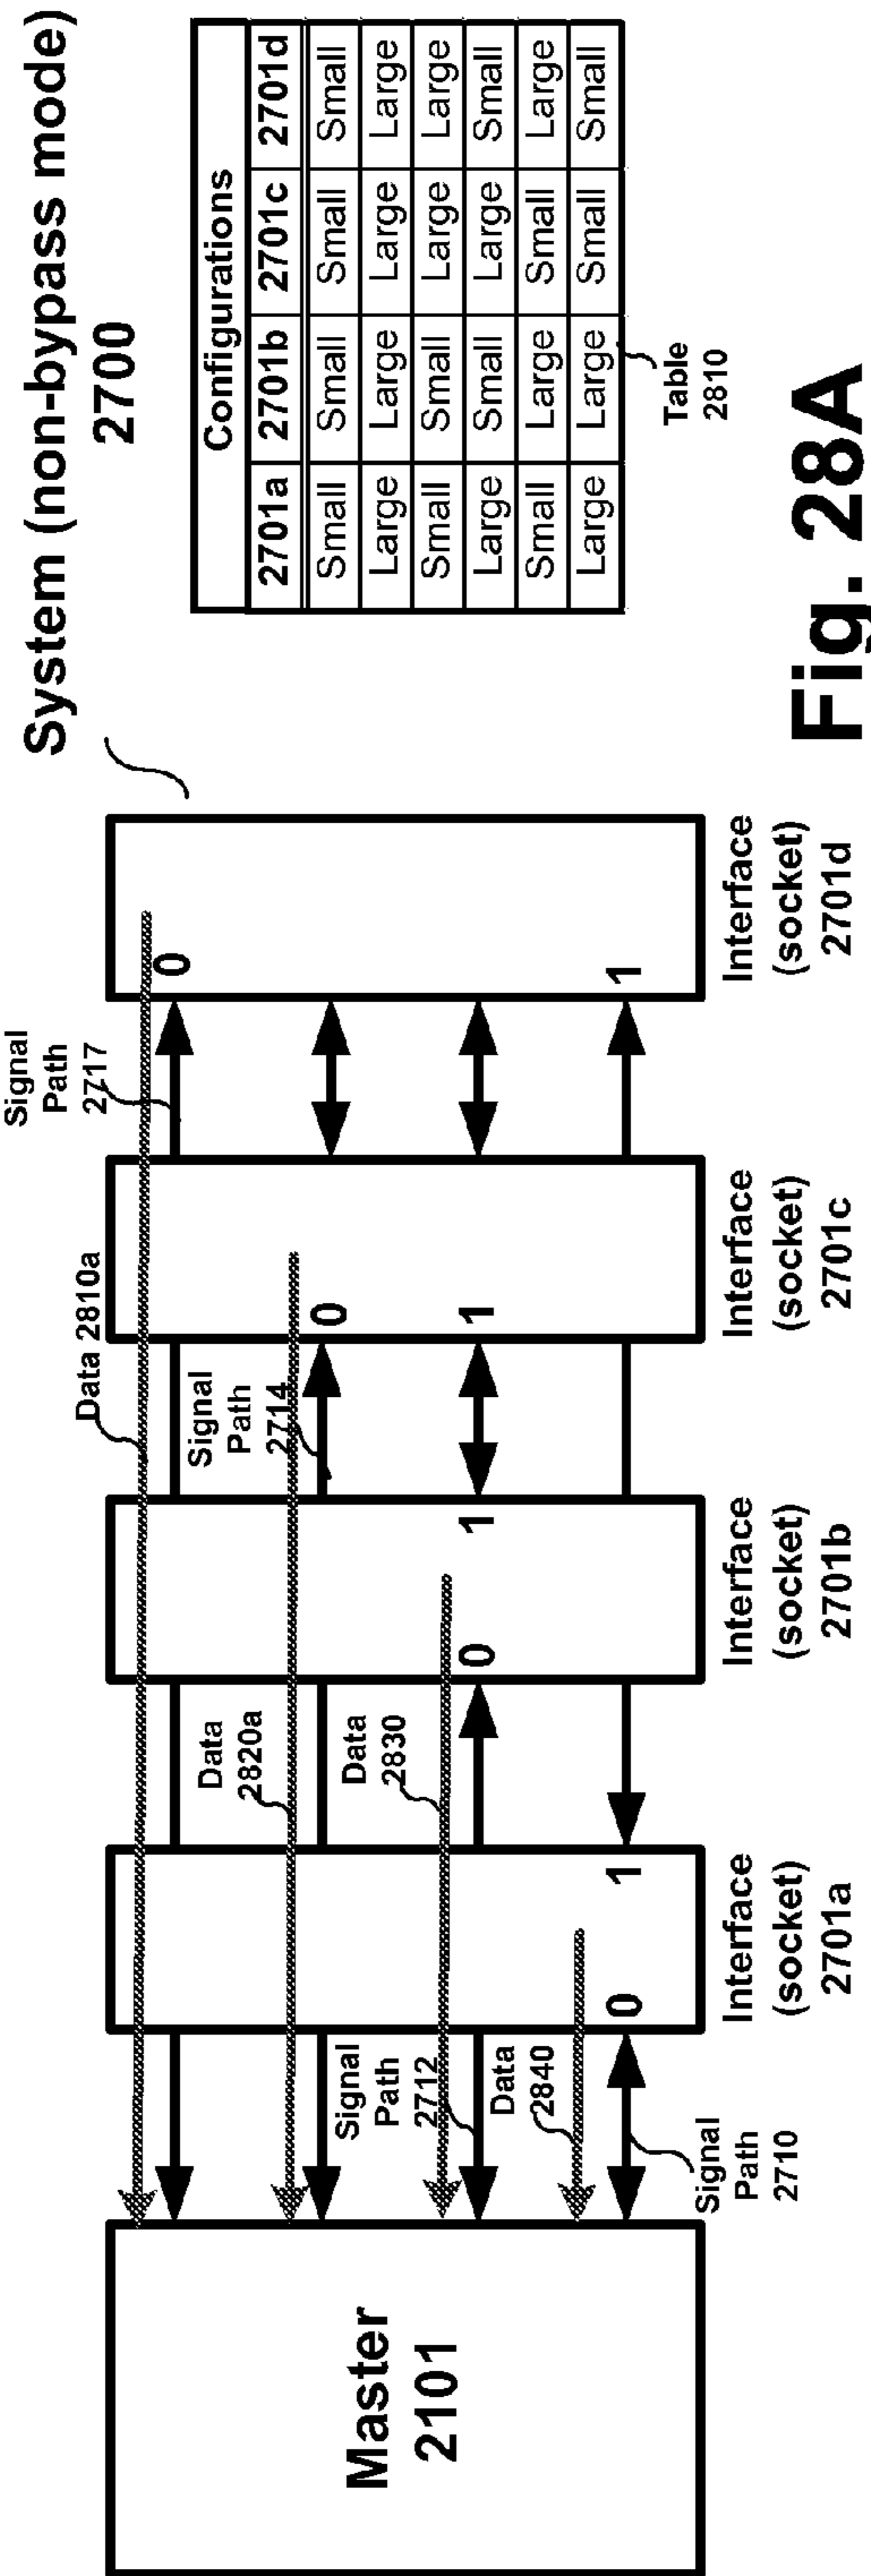 System (non-bypass mode)
2700
Configurations
2701a 2701b 2701c 2701d
Small Small Small Small
Large Large Large Large
Small Small Large Large
Large Small Large Small
Small Large Small Large
Large Large Small Small
Table
2810
Signal
Path
2717
Data 2810a
0
Signal
Path
2714
0
Data
2820a
Data
2830
1
1
0
Signal
Path
2712
Data
2840
1
1
0
Signal
Path
2710
Master
2101
Interface
(socket)
2701a
Interface
(socket)
2701b
Interface
(socket)
2701c
Interface
(socket)
2701d
Fig. 28A